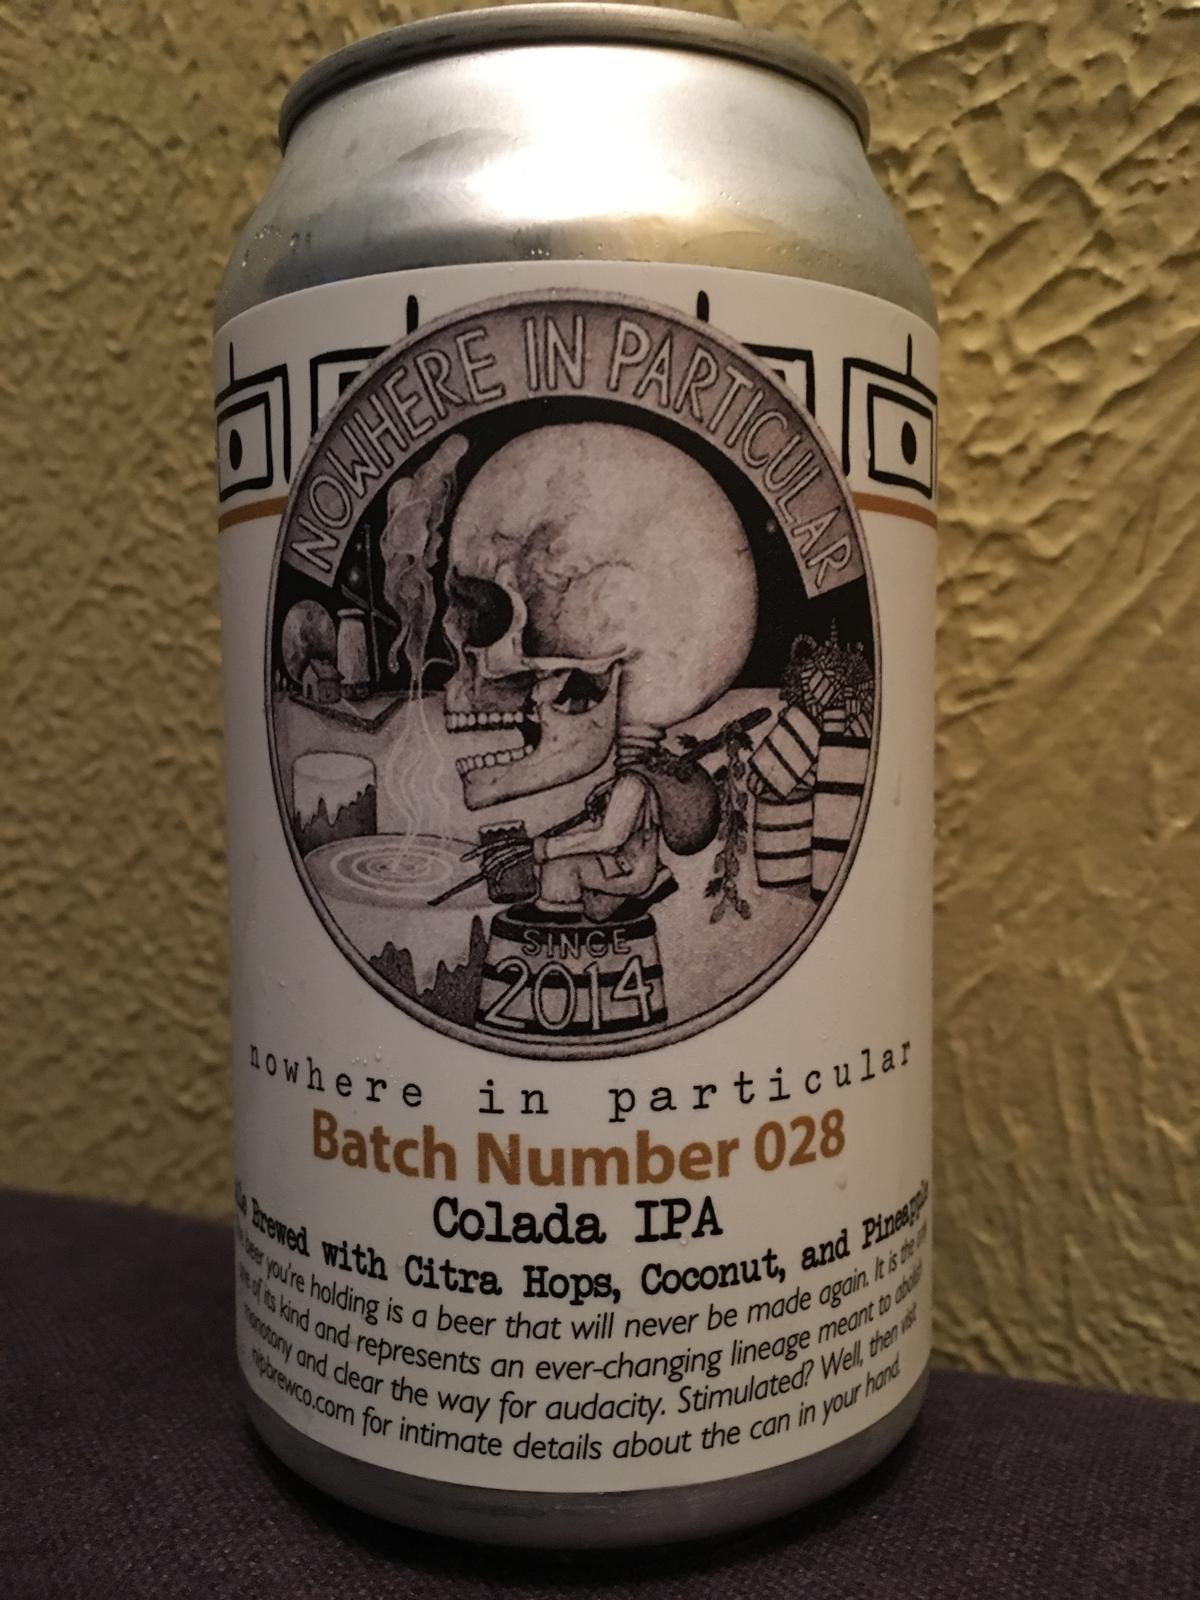 NOWHERE IN PARTICULAR
SINCE
2014
nowhere in particular
Batch Number 028
Colada IPA
Brewed with Citra Hops, Coconut, and Pineapple
beer you're holding is a beer that will never be made again. It is the only
one of its kind and represents an ever-changing lineage meant to abolish
monotony and clear the way for audacity. Stimulated? Well, then visit
nipbrewco.com for intimate details about the can in your hand.